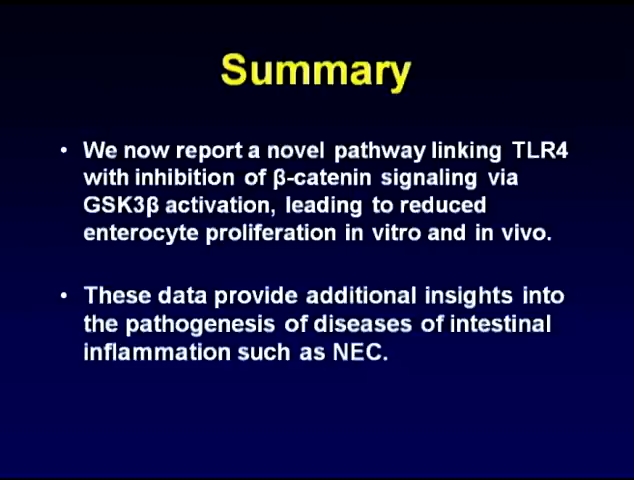 Summary
• We now report a novel pathway linking TLR4
with inhibition of β-catenin signaling via
GSK3β activation, leading to reduced
enterocyte proliferation in vitro and in vivo.
• These data provide additional insights into
the pathogenesis of diseases of intestinal
inflammation such as NEC.